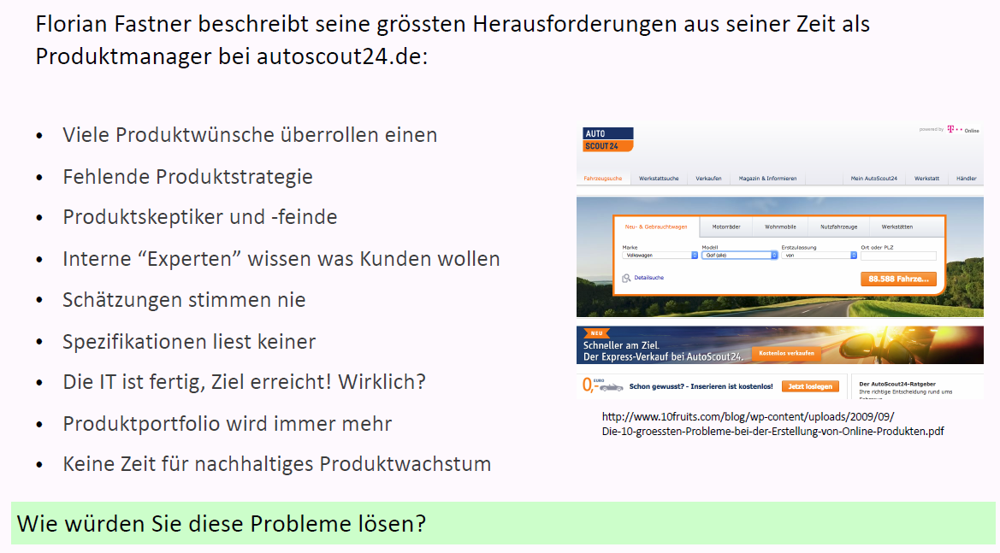 Florian Fastner beschreibt seine grössten Herausforderungen aus seiner Zeit als
Produktmanager bei autoscout24.de:
• Viele Produktwünsche überrollen einen
• Fehlende Produktstrategie
• Produktskeptiker und -feinde
• Interne “Experten” wissen was Kunden wollen
• Schätzungen stimmen nie
• Spezifikationen liest keiner
• Die IT ist fertig, Ziel erreicht! Wirklich?
• Produktportfolio wird immer mehr
• Keine Zeit für nachhaltiges Produktwachstum
AUTO
SCOUT24
powered by T Online
Fahrzeugsuche Werkstattsuche Verkaufen Magazin & Informieren Mein AutoScout24 Werkstatt Händler
Neu- & Gebrauchtwagen Motorräder Wohnmobile Nutzfahrzeuge Werkstätten
Marke Modell Erstzulassung Ort oder PLZ
Volkswagen Golf (alle) von
Detailsuche 88.588 Fahrze...
NEU
Schneller am Ziel.
Der Express-Verkauf bei AutoScout24. Kostenlos verkaufen
0,- EURO Schon gewusst? - Inserieren ist kostenlos! Jetzt loslegen
Der AutoScout24-Ratgeber
Ihre richtige Entscheidung rund ums
http://www.10fruits.com/blog/wp-content/uploads/2009/09/
Die-10-groessten-Probleme-bei-der-Erstellung-von-Online-Produkten.pdf
Wie würden Sie diese Probleme lösen?